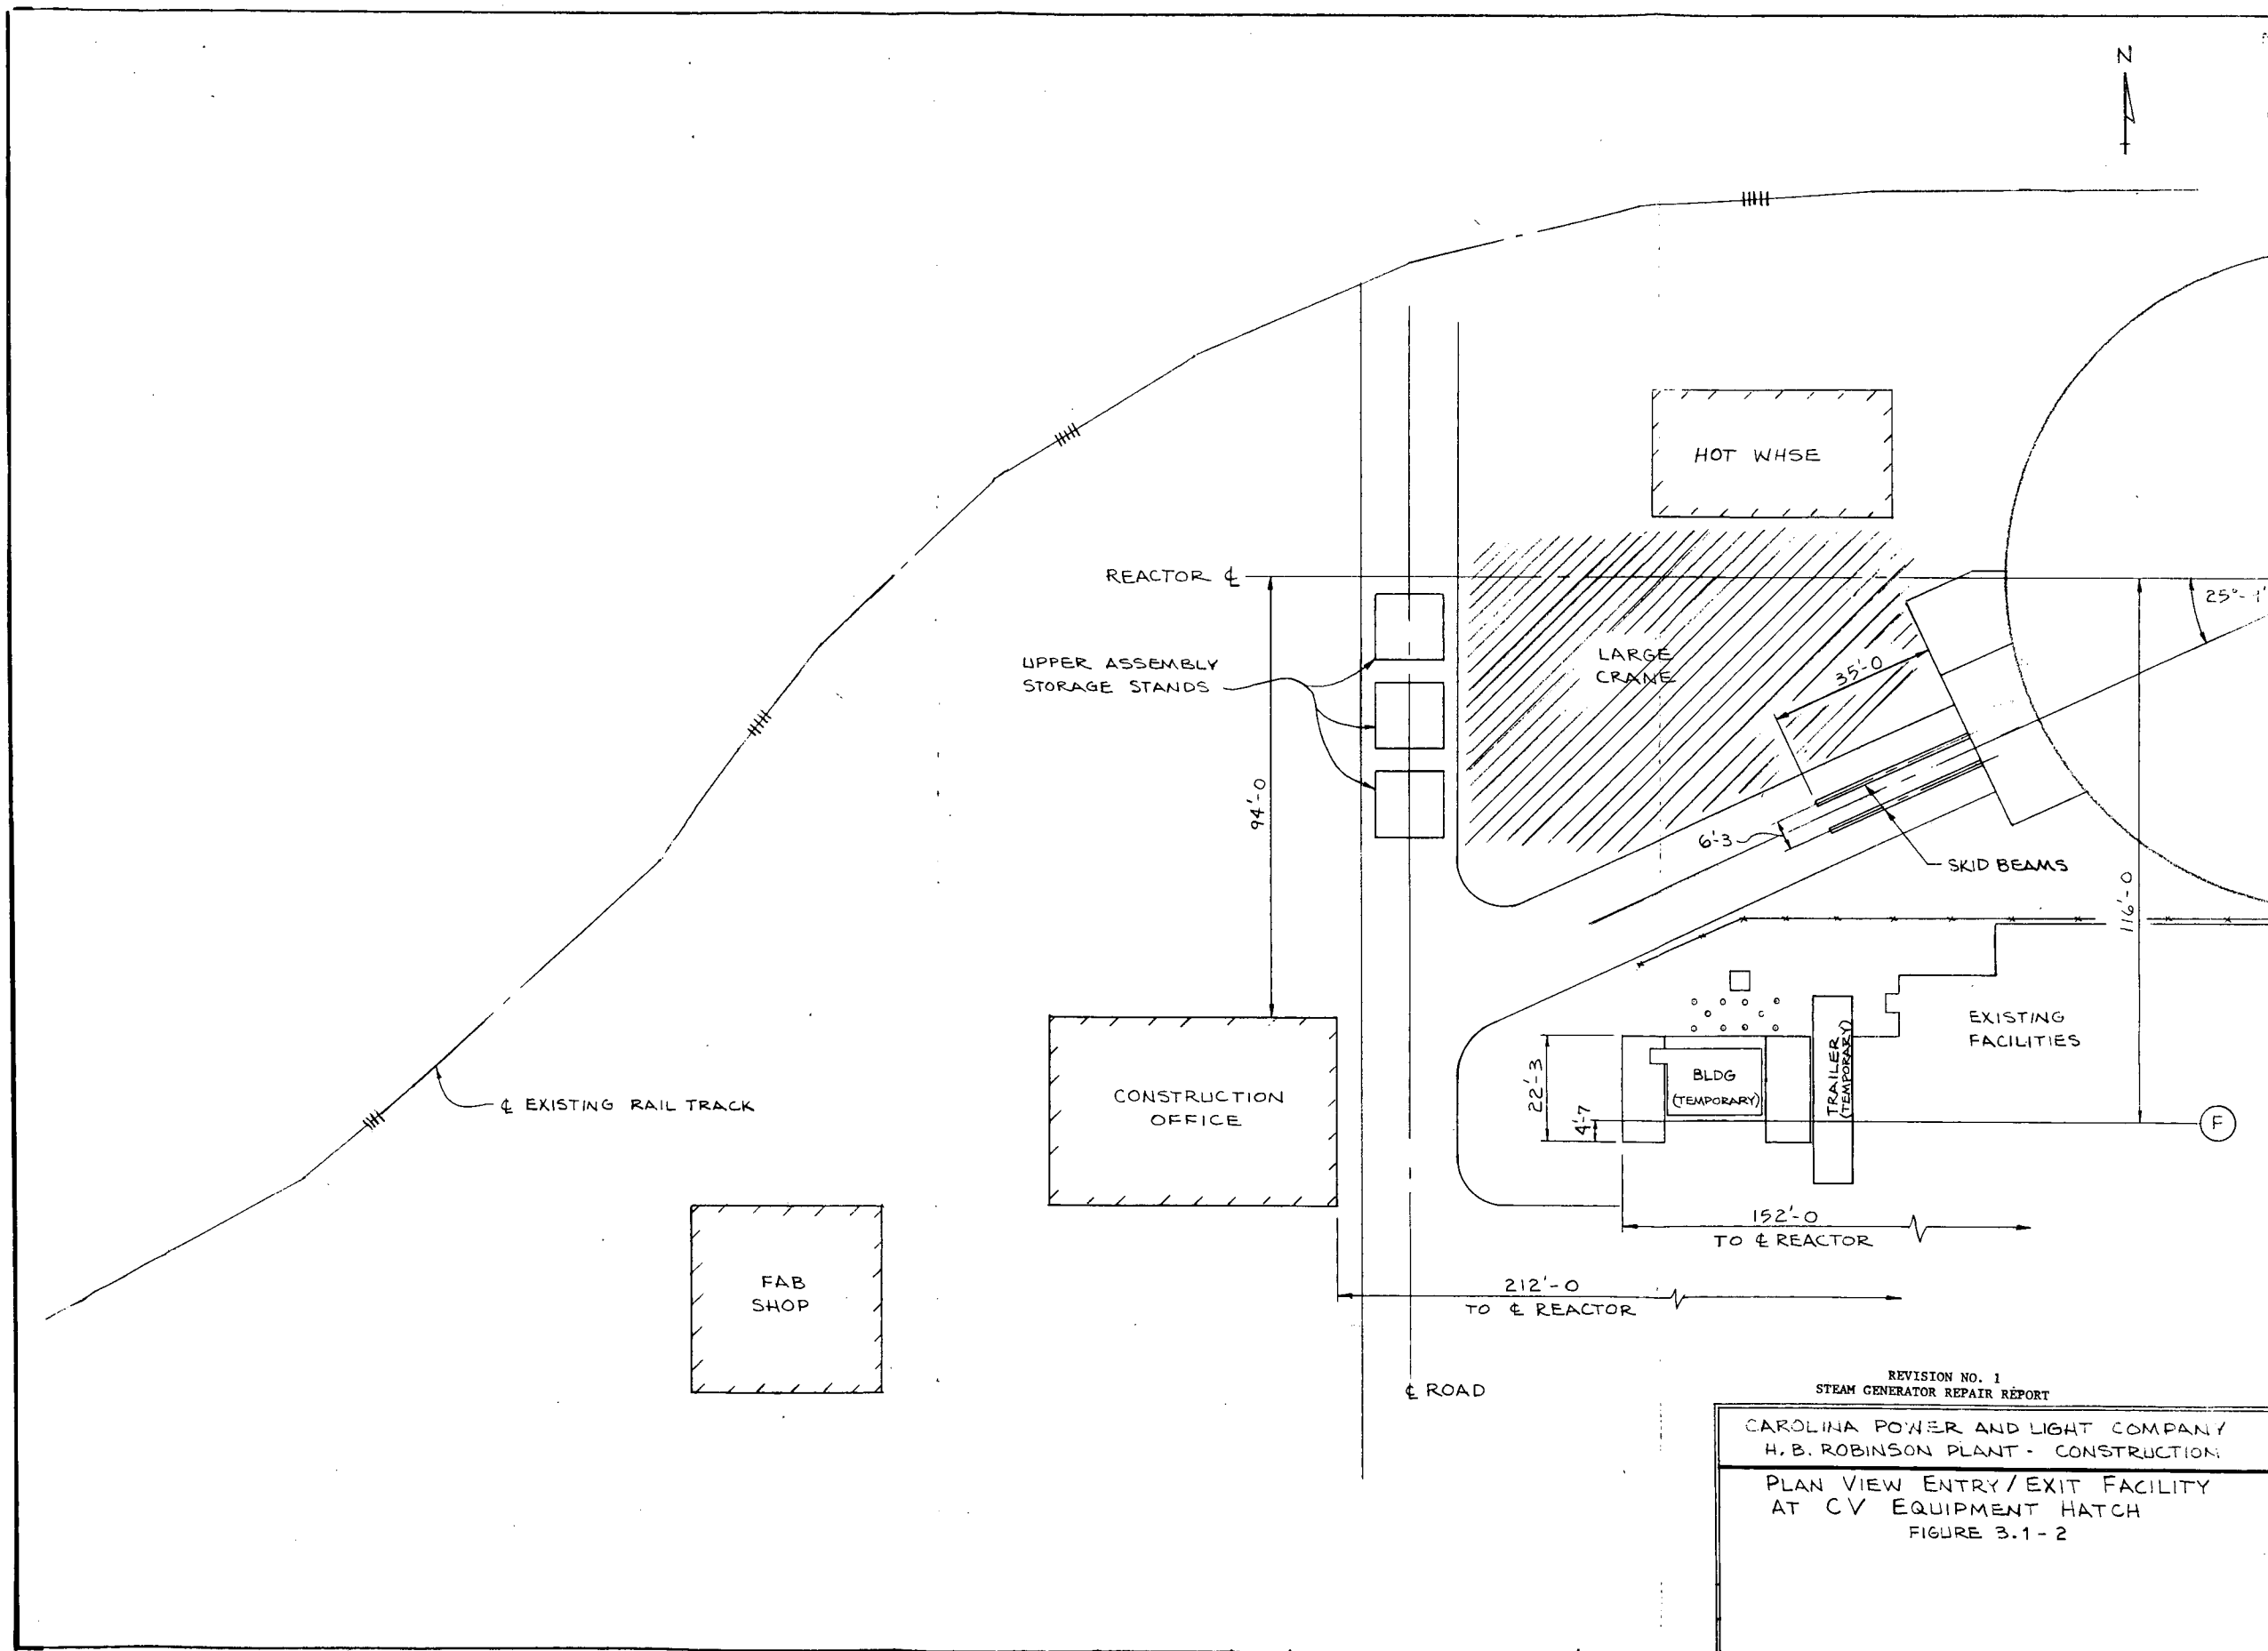 N
HOT WHSE
REACTOR ℄
25°-1'
UPPER ASSEMBLY
STORAGE STANDS
LARGE
CRANE
35'-0
94'-0
6'-3
SKID BEAMS
116'-0
EXISTING
FACILITIES
TRAILER
(TEMPORARY)
BLDG
(TEMPORARY)
22'-3
4'-7
F
CONSTRUCTION
OFFICE
℄ EXISTING RAIL TRACK
152'-0
TO ℄ REACTOR
FAB
SHOP
212'-0
TO ℄ REACTOR
℄ ROAD
REVISION NO. 1
STEAM GENERATOR REPAIR REPORT
CAROLINA POWER AND LIGHT COMPANY
H. B. ROBINSON PLANT - CONSTRUCTION
PLAN VIEW ENTRY / EXIT FACILITY
AT CV EQUIPMENT HATCH
FIGURE 3.1 - 2